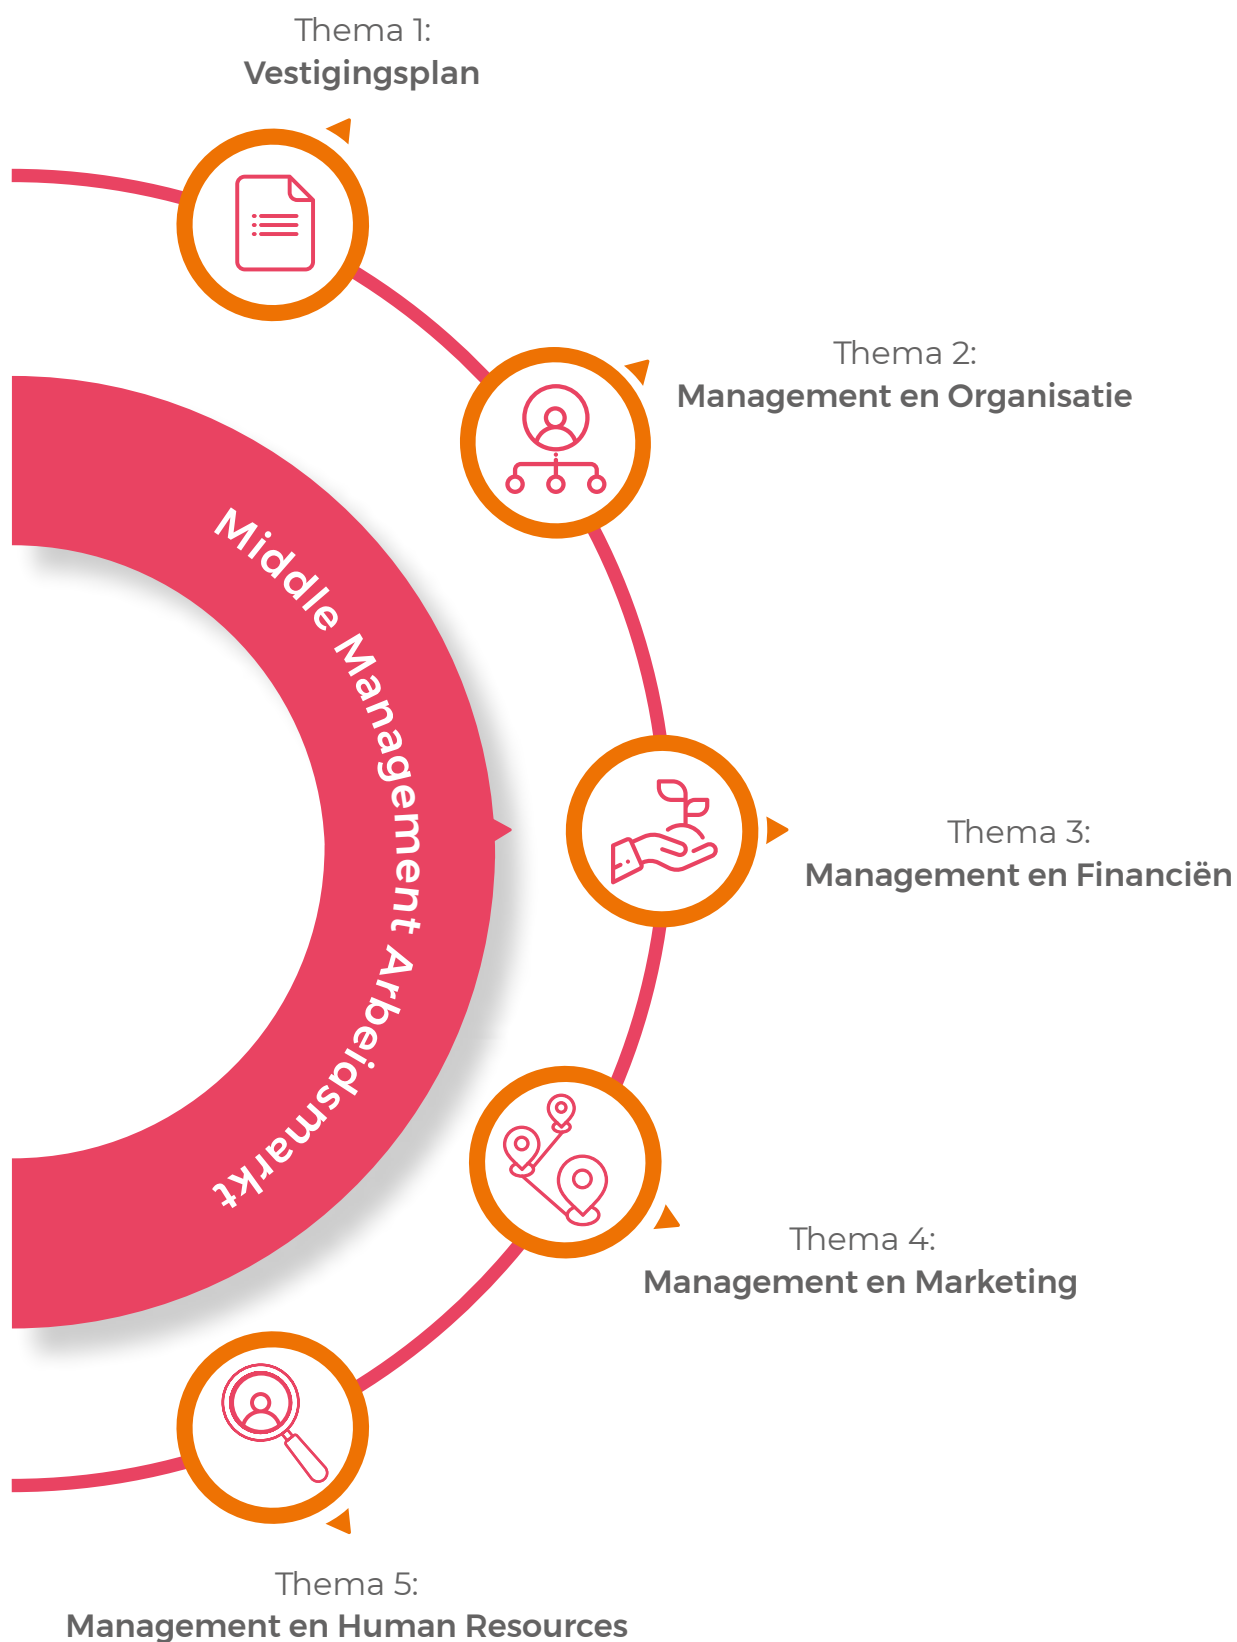 Thema 1:
Vestigingsplan
Thema 2:
Management en Organisatie
Middle Management Arbeidsmarkt
Thema 3:
Management en Financiën
Thema 4:
Management en Marketing
Thema 5:
Management en Human Resources